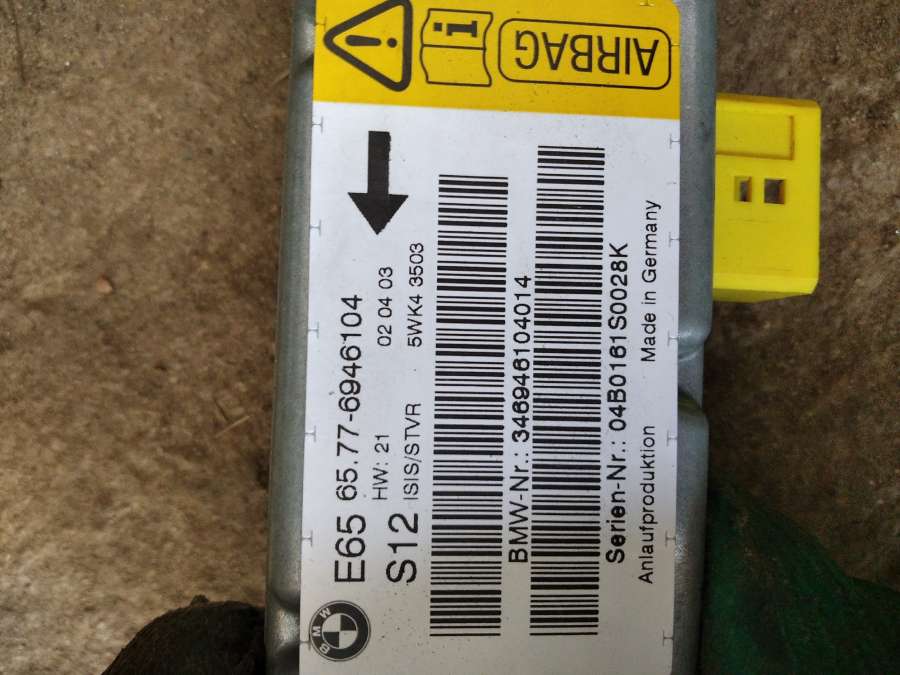 AIRBAG
i
E65 65.77-6946104
HW: 21 02 04 03
S12 ISIS/STVR 5WK4 3503
BMW-Nr.: 346946104014
Serien-Nr.: 04B0161S0028K
Anlaufproduktion Made in Germany
BMW